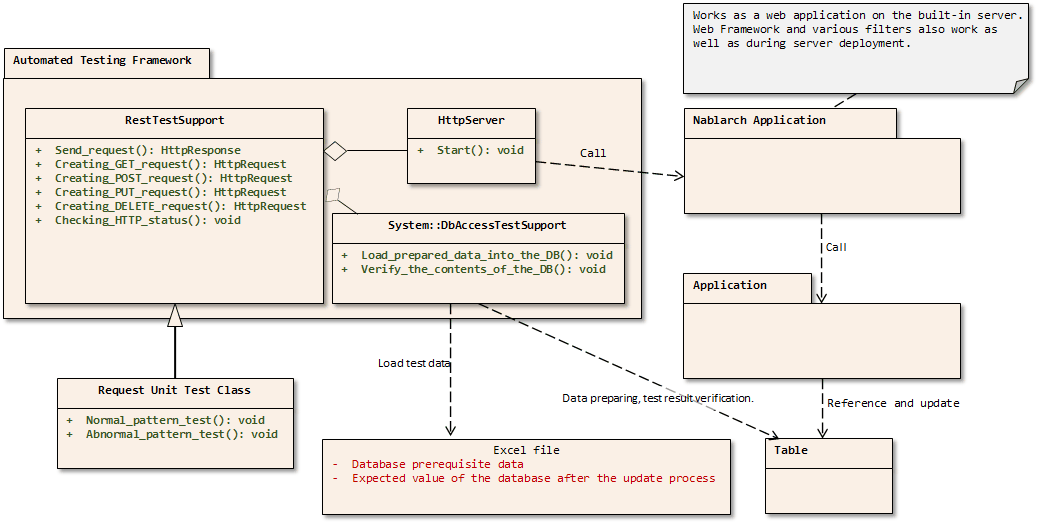 Works as a web application on the built-in server.
Web Framework and various filters also work as
well as during server deployment.
Automated Testing Framework
RestTestSupport
+ Send_request(): HttpResponse
+ Creating_GET_request(): HttpRequest
+ Creating_POST_request(): HttpRequest
+ Creating_PUT_request(): HttpRequest
+ Creating_DELETE_request(): HttpRequest
+ Checking_HTTP_status(): void
HttpServer
+ Start(): void
Call
Nablarch Application
System::DbAccessTestSupport
+ Load_prepared_data_into_the_DB(): void
+ Verify_the_contents_of_the_DB(): void
Call
Application
Load test data
Data preparing, test result verification.
Reference and update
Request Unit Test Class
+ Normal_pattern_test(): void
+ Abnormal_pattern_test(): void
Excel file
- Database prerequisite data
- Expected value of the database after the update process
Table